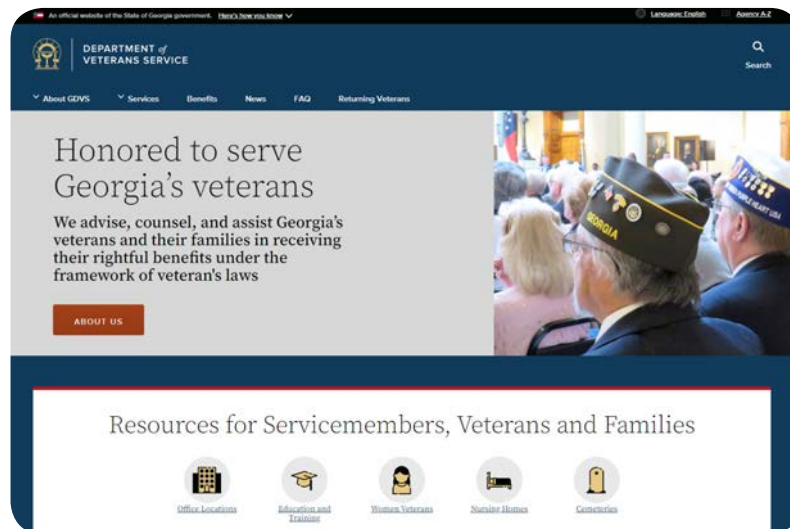 An official website of the State of Georgia government. Here's how you know
Language: English
Agency A-Z
DEPARTMENT of
VETERANS SERVICE
Search
About GDVS
Services
Benefits
News
FAQ
Returning Veterans
Honored to serve
Georgia's veterans
We advise, counsel, and assist Georgia's
veterans and their families in receiving
their rightful benefits under the
framework of veteran's laws
ABOUT US
GEORGIA
PURPLE HEART USA
Resources for Servicemembers, Veterans and Families
Office Locations
Education and
Training
Women Veterans
Nursing Homes
Cemeteries